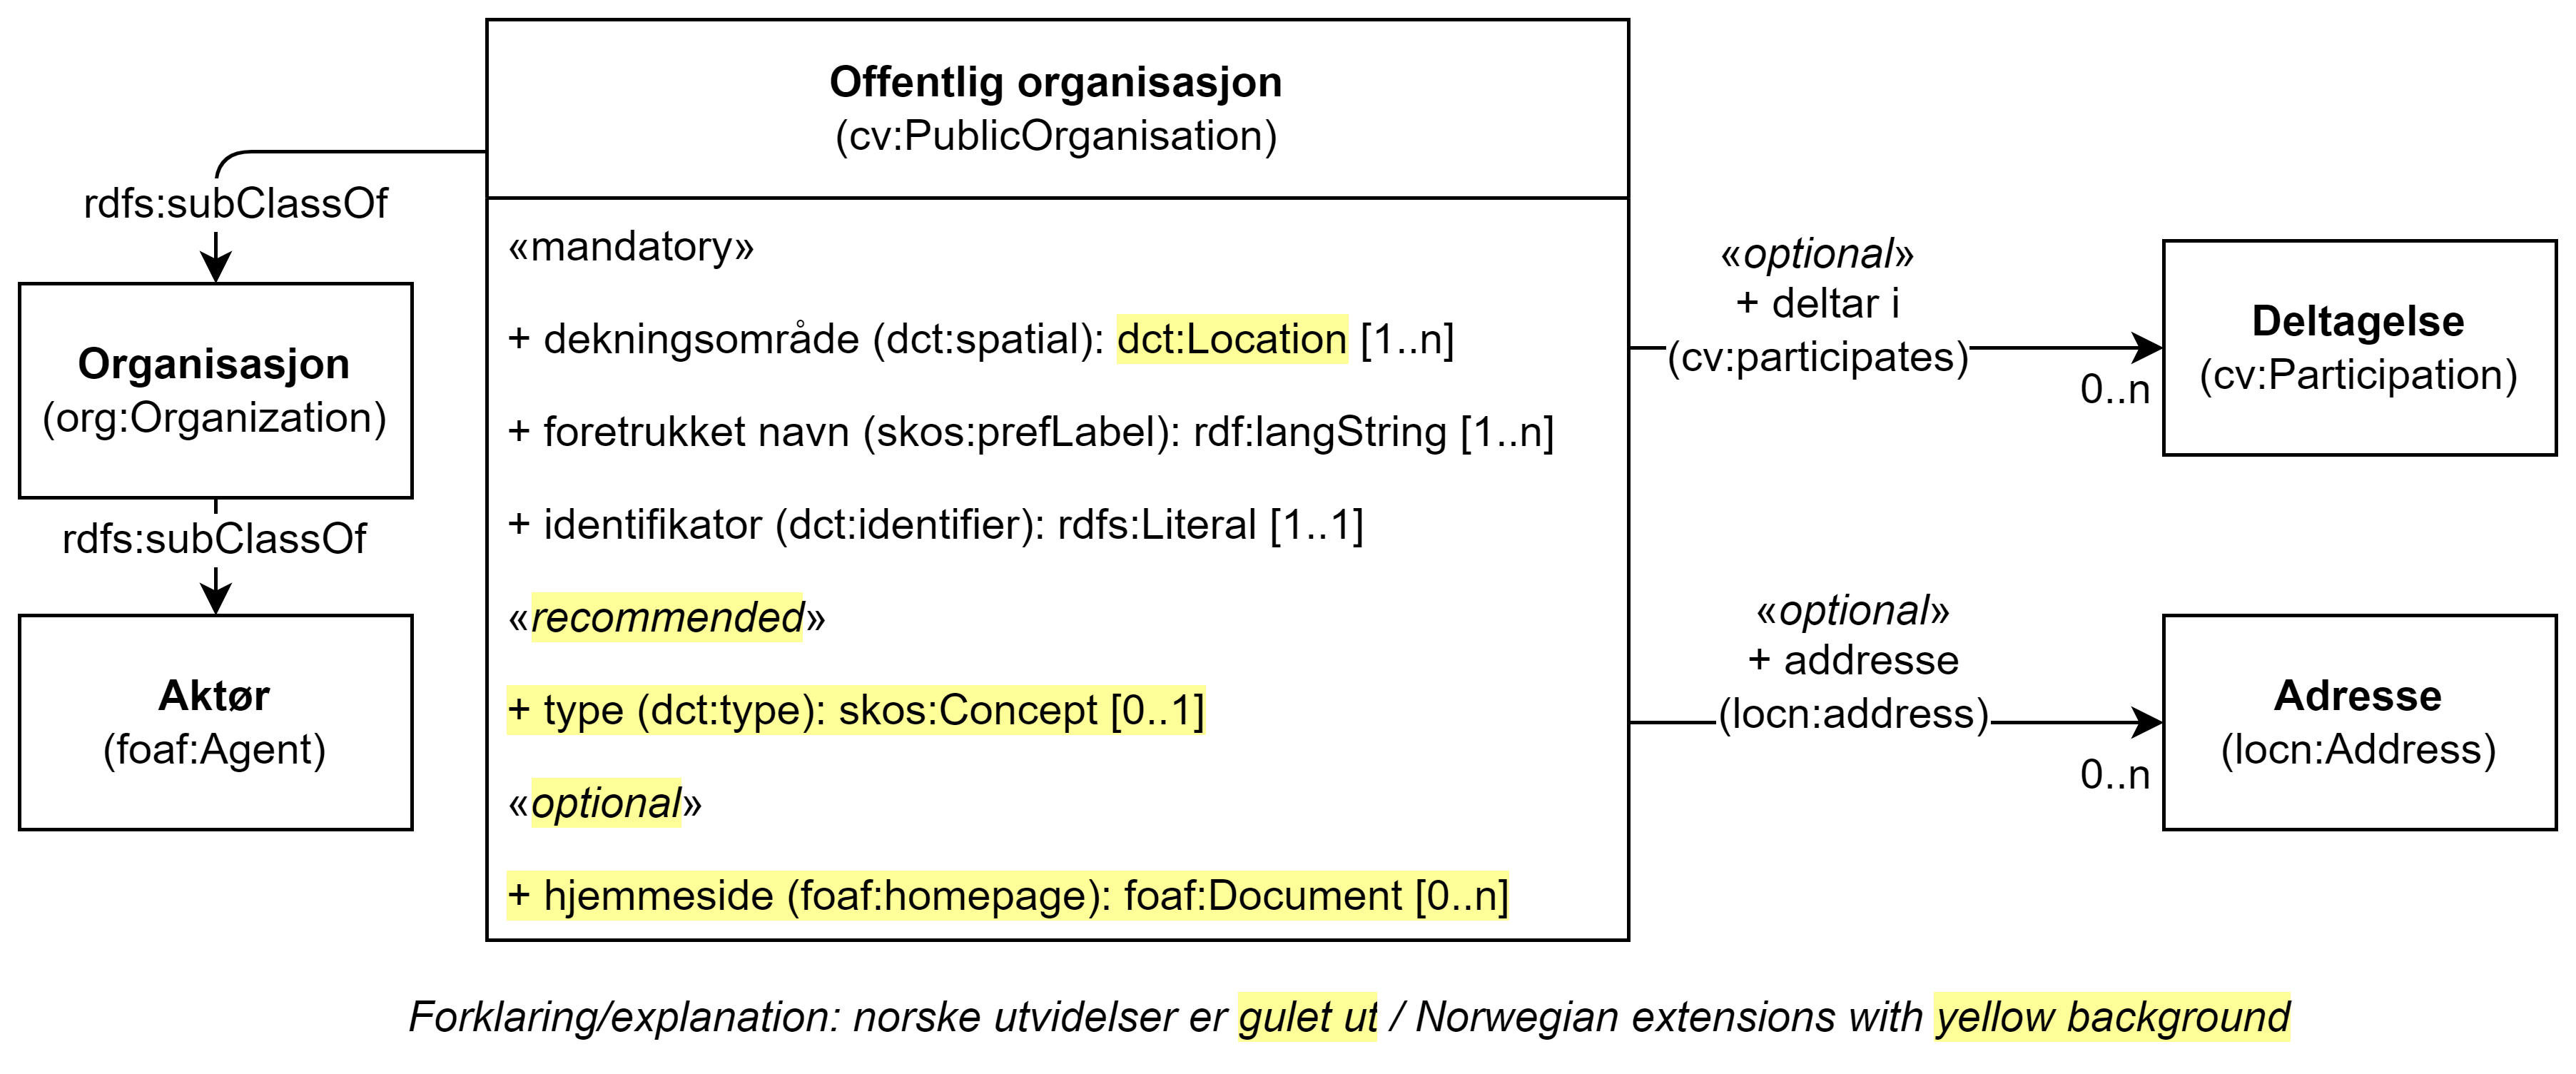 Offentlig organisasjon
(cv:PublicOrganisation)
rdfs:subClassOf
Organisasjon
(org:Organization)
rdfs:subClassOf
Aktør
(foaf:Agent)
«mandatory»
+ dekningsområde (dct:spatial): dct:Location [1..n]
+ foretrukket navn (skos:prefLabel): rdf:langString [1..n]
+ identifikator (dct:identifier): rdfs:Literal [1..1]
«recommended»
+ type (dct:type): skos:Concept [0..1]
«optional»
+ hjemmeside (foaf:homepage): foaf:Document [0..n]
«optional»
+ deltar i
(cv:participates)
0..n
Deltagelse
(cv:Participation)
«optional»
+ addresse
(locn:address)
0..n
Adresse
(locn:Address)
Forklaring/explanation: norske utvidelser er gulet ut / Norwegian extensions with yellow background